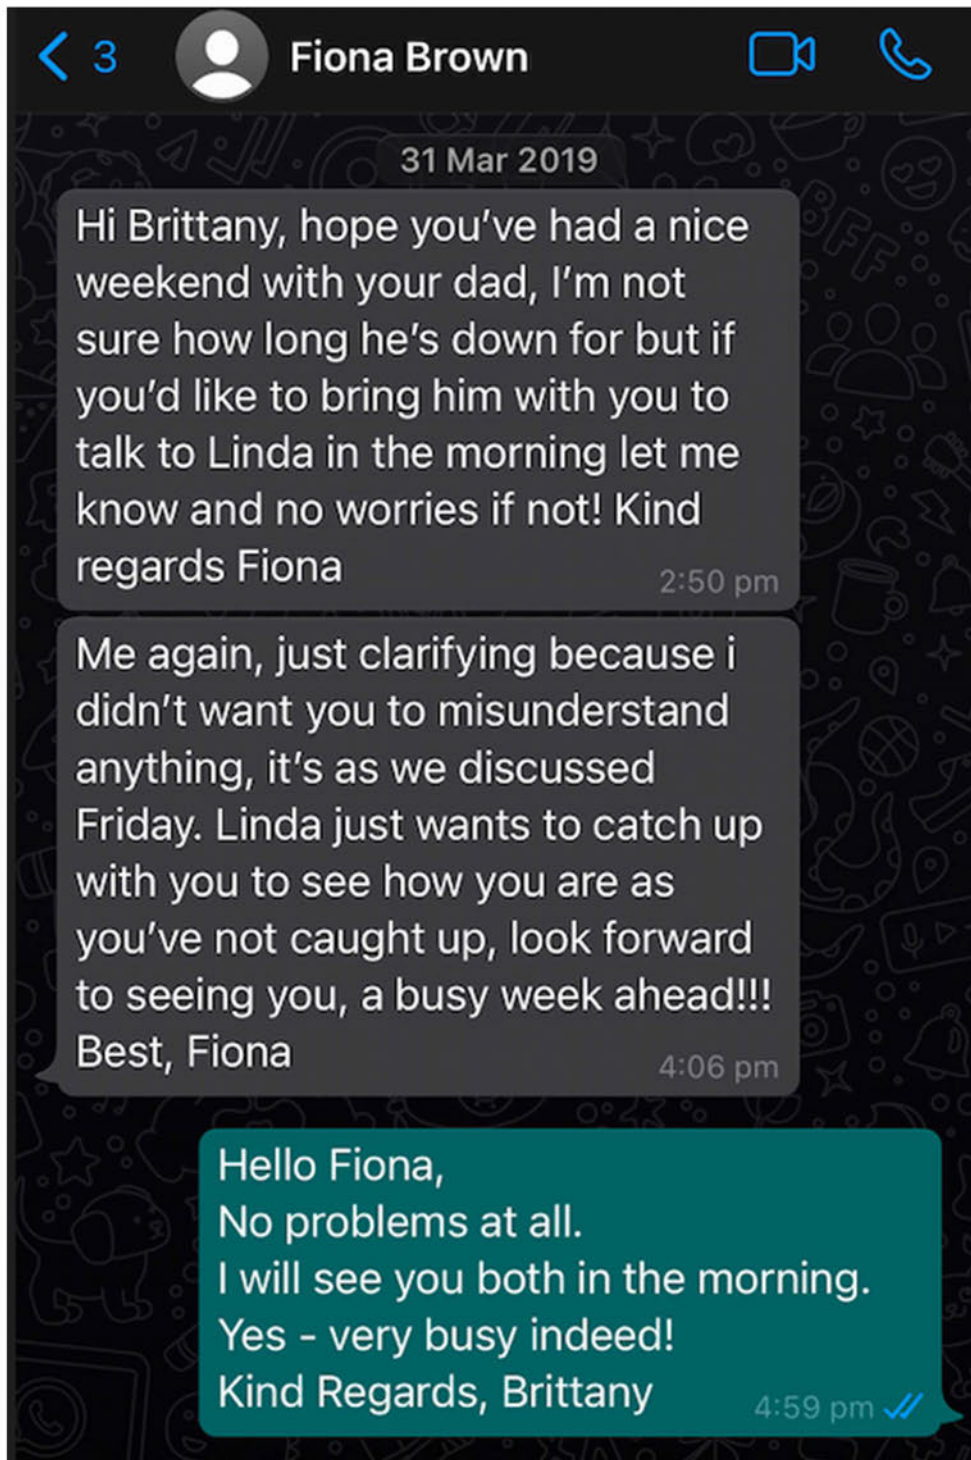 3
Fiona Brown
31 Mar 2019
Hi Brittany, hope you've had a nice
weekend with your dad, I'm not
sure how long he's down for but if
you'd like to bring him with you to
talk to Linda in the morning let me
know and no worries if not! Kind
regards Fiona
2:50 pm
Me again, just clarifying because i
didn't want you to misunderstand
anything, it's as we discussed
Friday. Linda just wants to catch up
with you to see how you are as
you've not caught up, look forward
to seeing you, a busy week ahead!!!
Best, Fiona
4:06 pm
Hello Fiona,
No problems at all.
I will see you both in the morning.
Yes - very busy indeed!
Kind Regards, Brittany
4:59 pm
BFF